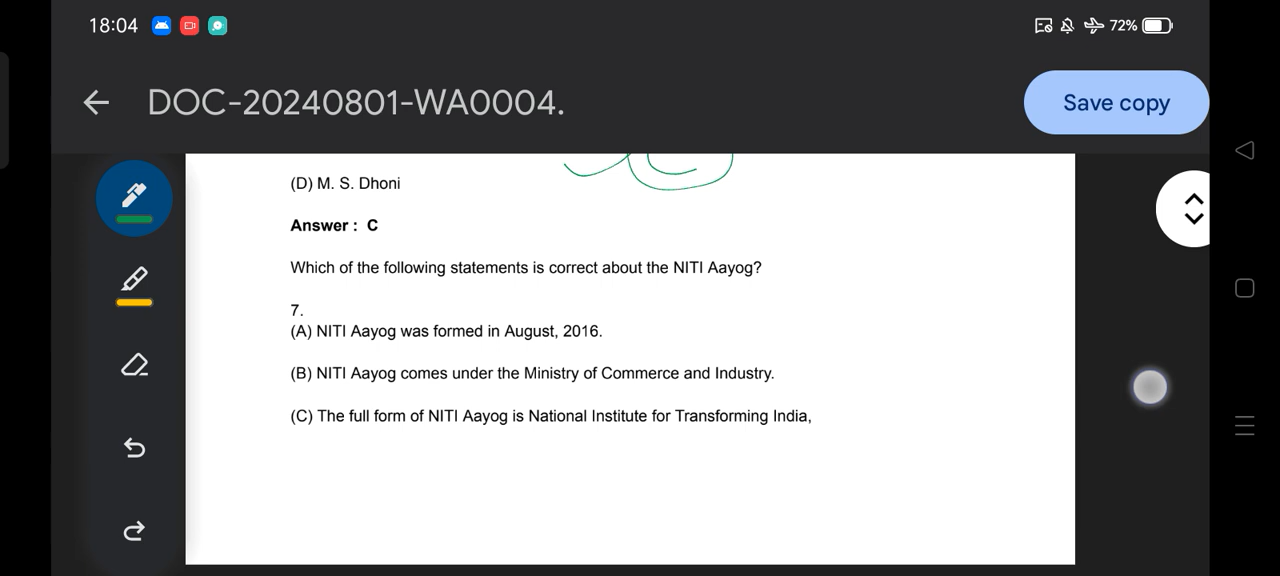 18:04
72%
DOC-20240801-WA0004.
Save copy
(D) M. S. Dhoni
Answer : C
Which of the following statements is correct about the NITI Aayog?
7.
(A) NITI Aayog was formed in August, 2016.
(B) NITI Aayog comes under the Ministry of Commerce and Industry.
(C) The full form of NITI Aayog is National Institute for Transforming India,